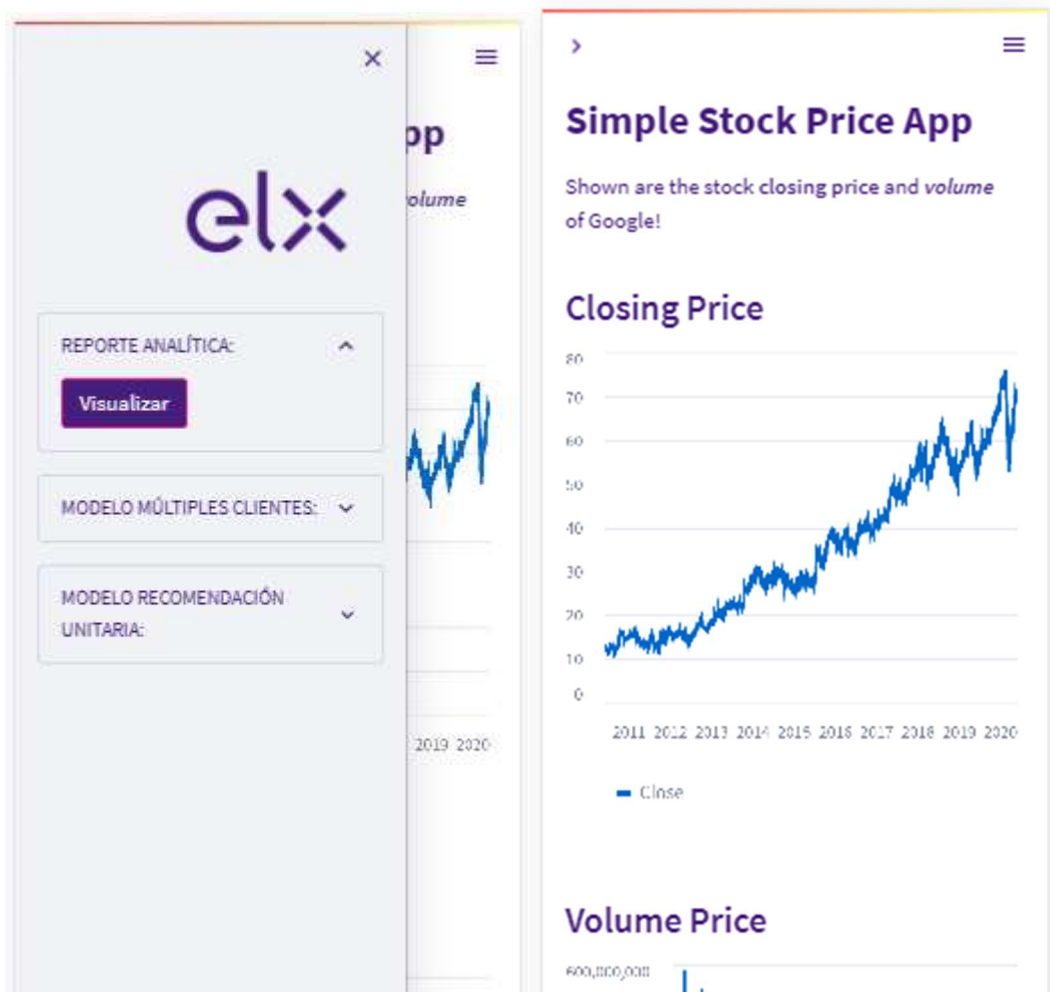 elx
REPORTE ANALÍTICA:
Visualizar
MODELO MÚLTIPLES CLIENTES:
MODELO RECOMENDACIÓN
UNITARIA:
pp
olume
2019 2020
Simple Stock Price App
Shown are the stock closing price and volume
of Google!
Closing Price
80
70
60
50
40
30
20
10
0
2011 2012 2013 2014 2015 2016 2017 2018 2019 2020
Close
Volume Price
600,000,000